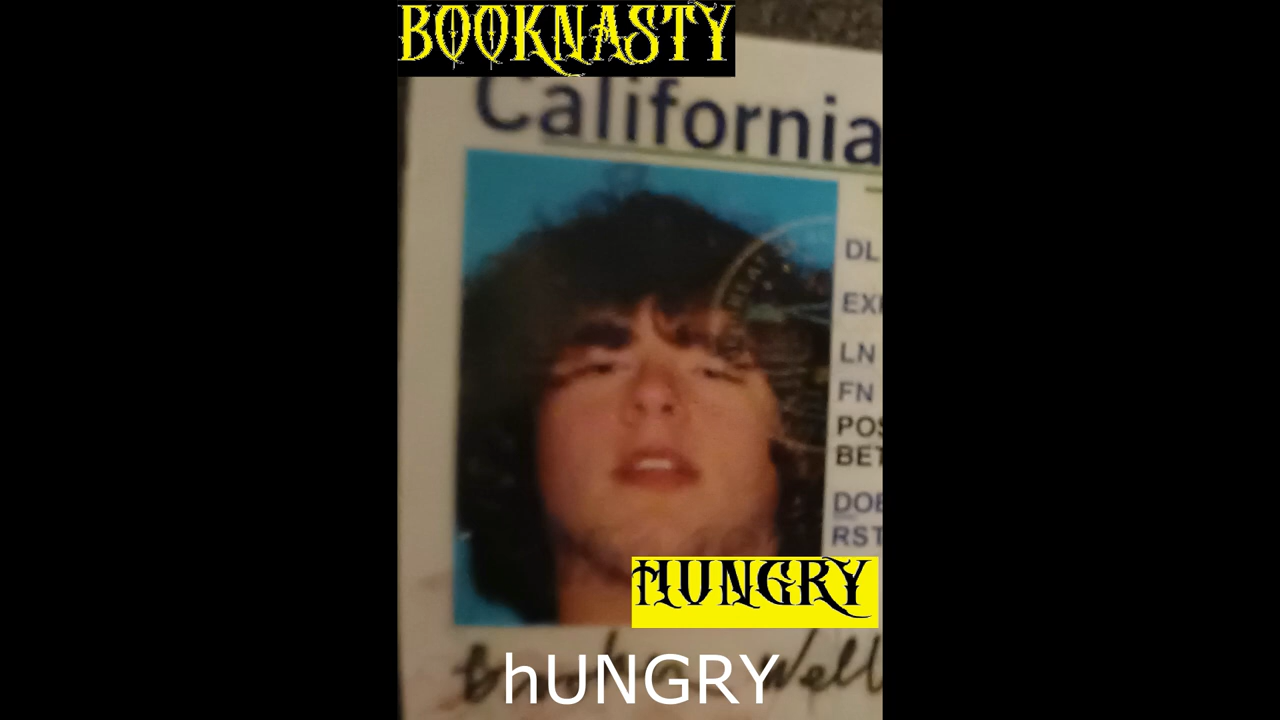 BOOKNASTY
California
DL
EX
LN
FN
POS
BET
DOB
RST
HUNGRY
hUNGRY